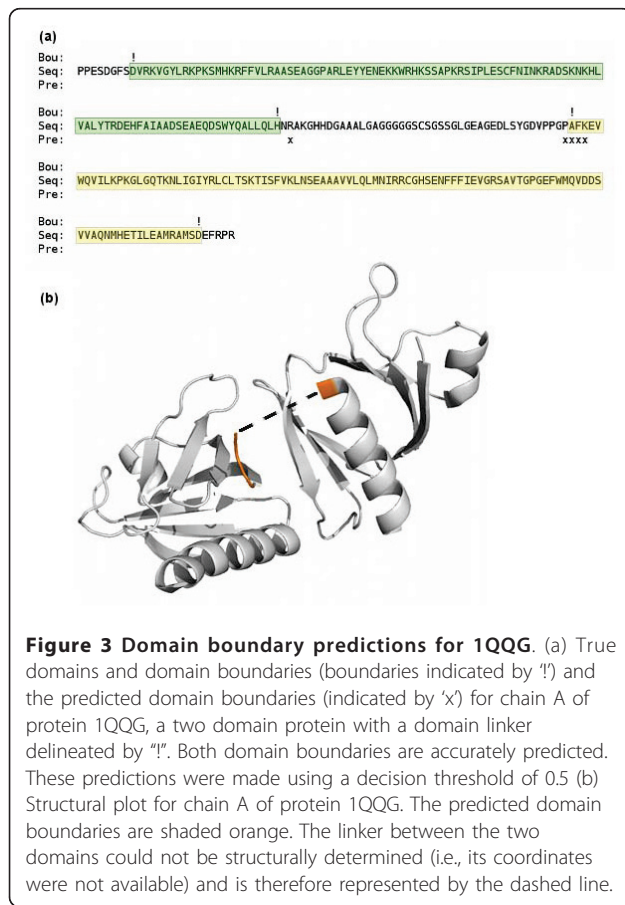 (a)
Bou: !
Seq: PPESDGFSDVRKVGYLRKPKSMHKRFFVLRAASEAGGPARLEYYENEKKWRHKSSAPKRSIPLESCFNINKRADSKNKHL
Pre:
Bou: ! !
Seq: VALYTRDEHFAIAADSEAEQDSWYQALLQLHNRAKGHHDGAAALGAGGGGGSCSGSSGLGEAGEDLSYGDVPPGPAFKEV
Pre: x xxxx
Bou:
Seq: WQVILKPKGLGQTKNLIGIYRLCLTSKTISFVKLNSEAAAVVLQLMNIRRCGHSENFFFIEVGRSAVTGPGEFWMQVDDS
Pre:
Bou: !
Seq: VVAQNMHETILEAMRAMSDEFRPR
Pre:
(b)
Figure 3 Domain boundary predictions for 1QQG. (a) True
domains and domain boundaries (boundaries indicated by '!') and
the predicted domain boundaries (indicated by 'x') for chain A of
protein 1QQG, a two domain protein with a domain linker
delineated by "!". Both domain boundaries are accurately predicted.
These predictions were made using a decision threshold of 0.5 (b)
Structural plot for chain A of protein 1QQG. The predicted domain
boundaries are shaded orange. The linker between the two
domains could not be structurally determined (i.e., its coordinates
were not available) and is therefore represented by the dashed line.